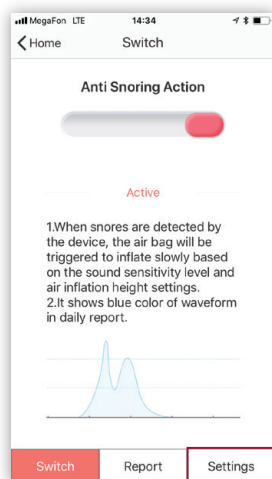 MegaFon LTE 14:34
Home Switch
Anti Snoring Action
Active
1.When snores are detected by
the device, the air bag will be
triggered to inflate slowly based
on the sound sensitivity level and
air inflation height settings.
2.It shows blue color of waveform
in daily report.
Switch Report Settings